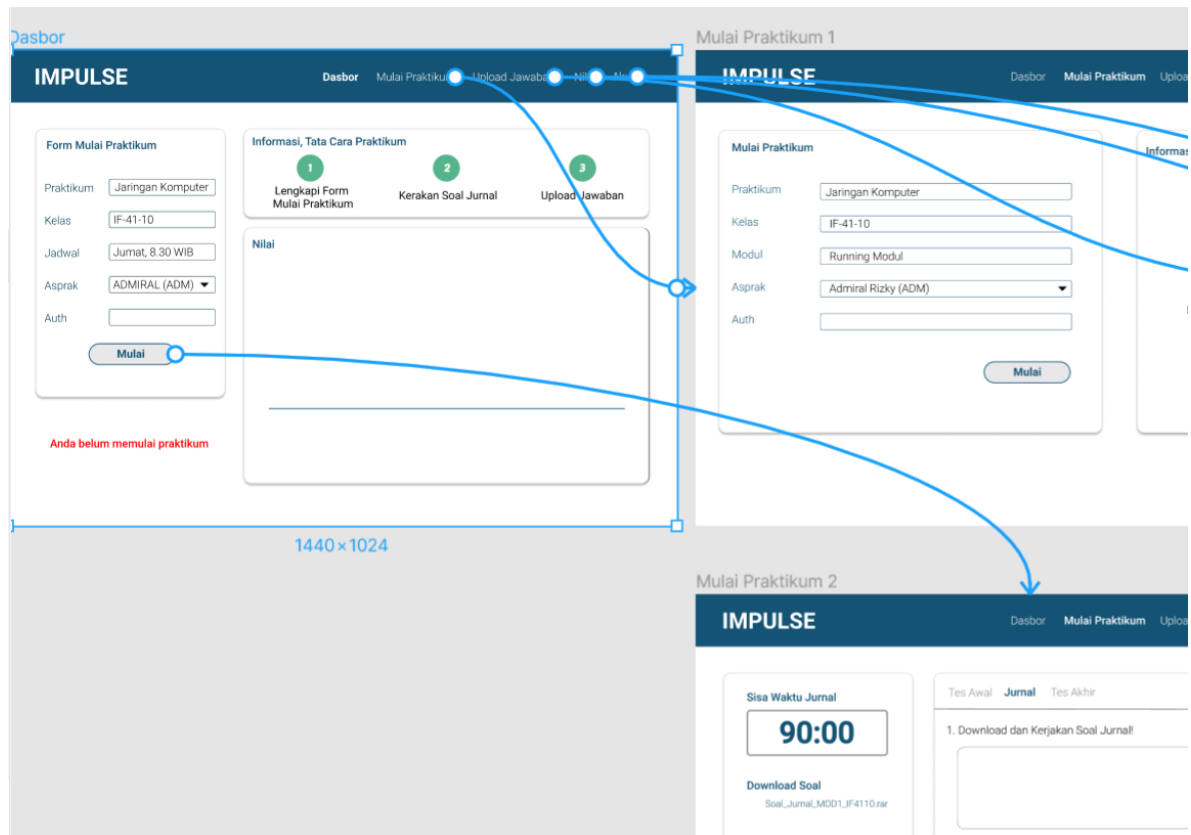 Dasbor
IMPULSE
Dasbor Mulai Praktikum Upload Jawaban
Form Mulai Praktikum
Praktikum Jaringan Komputer
Kelas IF-41-10
Jadwal Jumat, 8.30 WIB
Asprak ADMIRAL (ADM)
Auth
Mulai
Anda belum memulai praktikum
Informasi, Tata Cara Praktikum
1
Lengkapi Form
Mulai Praktikum
2
Kerakan Soal Jurnal
3
Upload Jawaban
Nilai
1440×1024
Mulai Praktikum 1
IMPULSE
Dasbor Mulai Praktikum
Mulai Praktikum
Praktikum Jaringan Komputer
Kelas IF-41-10
Modul Running Modul
Asprak Admiral Rizky (ADM)
Auth
Mulai
Mulai Praktikum 2
IMPULSE
Dasbor Mulai Praktikum
Sisa Waktu Jurnal
90:00
Download Soal
Soal_Jurnal_MOD1_IF4110.rar
Tes Awal Jurnal Tes Akhir
1. Download dan Kerjakan Soal Jurnal!